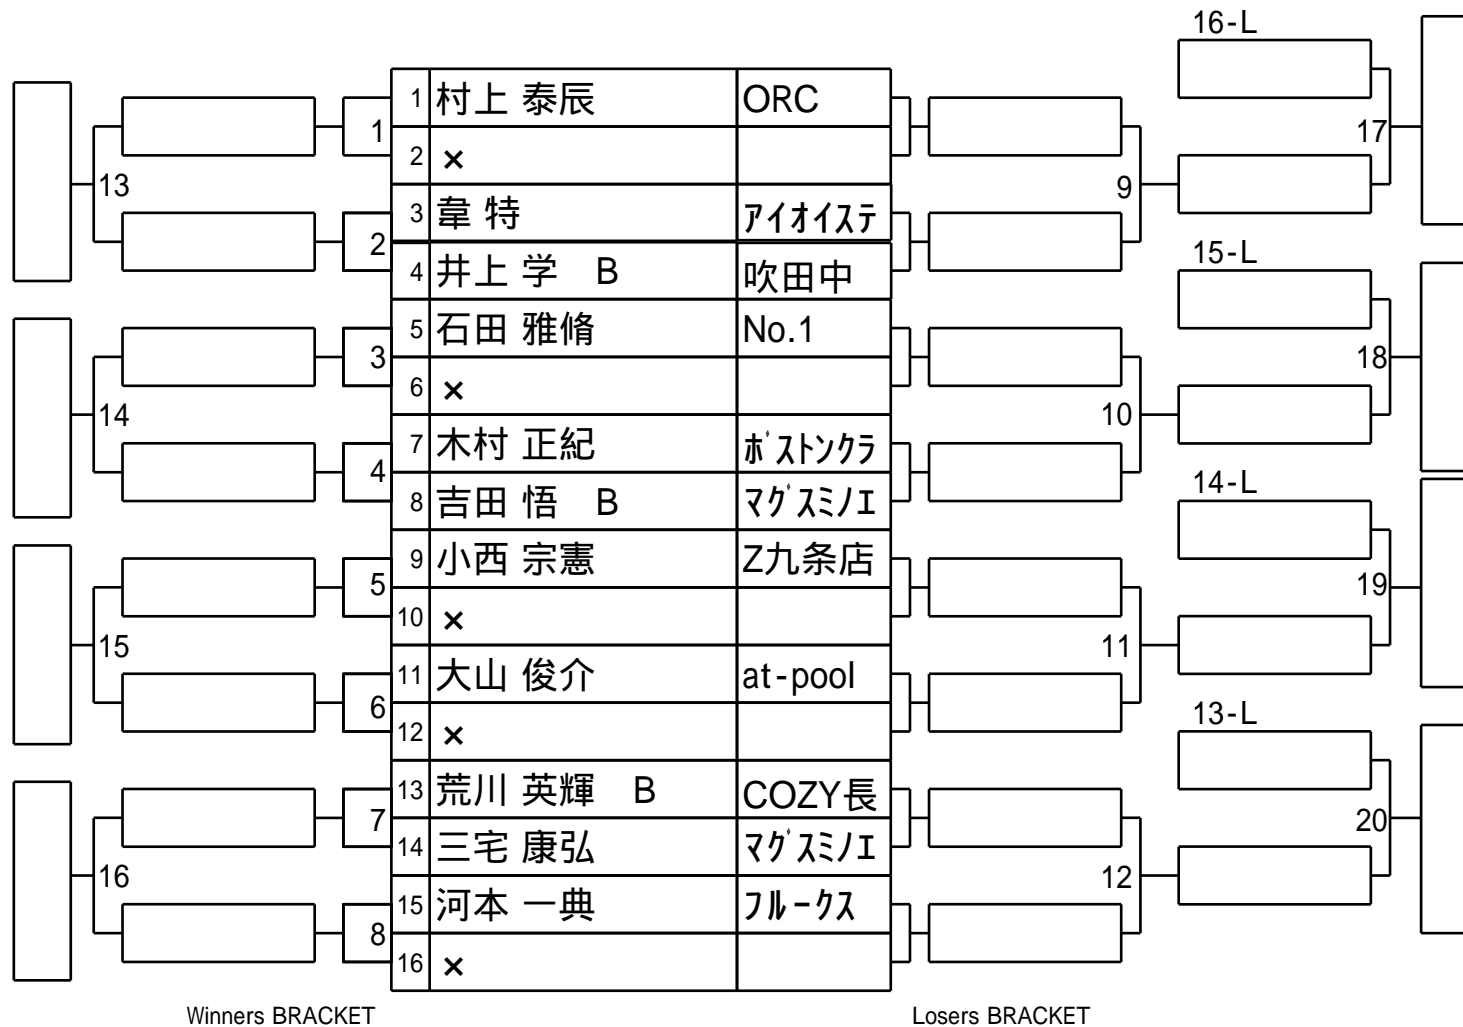 16-L
1 村上 泰辰 ORC
1
17
2 ×
13
9
3 韋 特 ｱｲｵｲｽﾃ
2
15-L
4 井上 学　B 吹田中
5 石田 雅脩 No.1
3
18
6 ×
14
10
7 木村 正紀 ﾎﾞｽﾄﾝｸﾗ
4
14-L
8 吉田 悟　B ﾏｸﾞｽﾐﾉｴ
9 小西 宗憲 Z九条店
5
19
10 ×
15
11
11 大山 俊介 at-pool
6
13-L
12 ×
13 荒川 英輝　B COZY長
7
20
14 三宅 康弘 ﾏｸﾞｽﾐﾉｴ
16
12
15 河本 一典 ﾌﾙｰｸｽ
8
16 ×
Winners BRACKET
Losers BRACKET